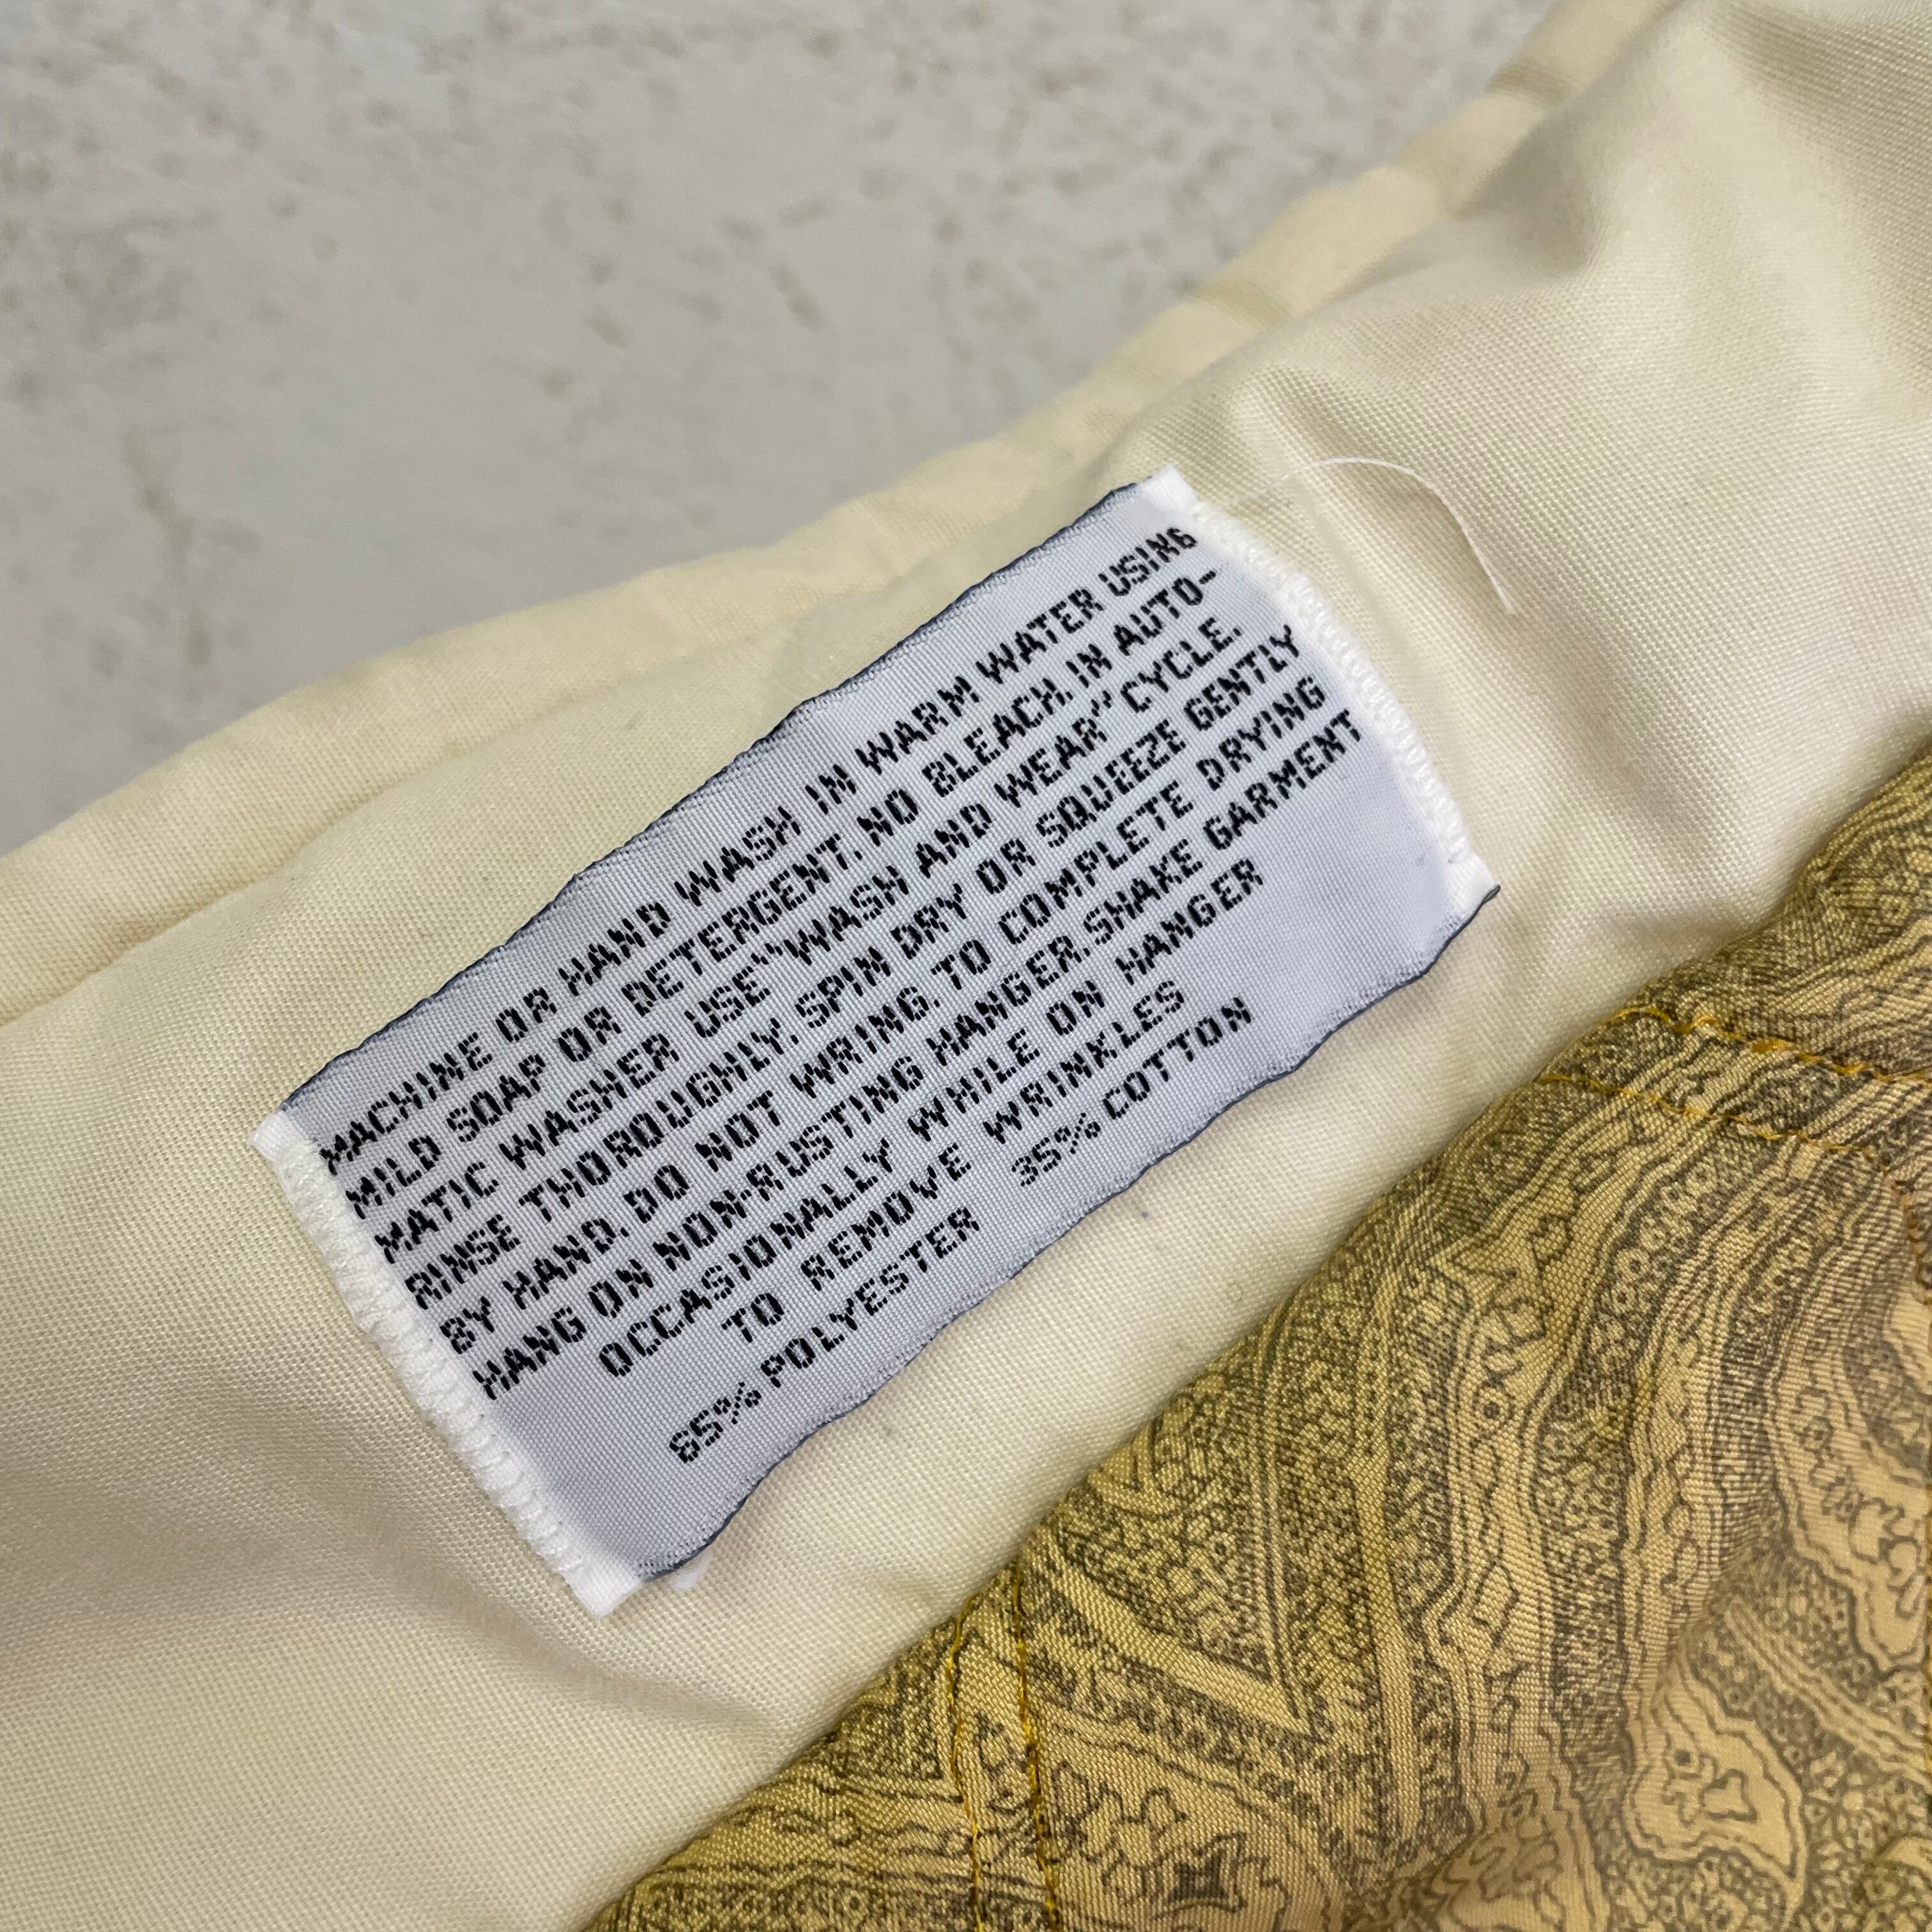 MACHINE OR HAND WASH IN WARM WATER USING
MILD SOAP OR DETERGENT. NO BLEACH. IN AUTO-
MATIC WASHER USE "WASH AND WEAR" CYCLE.
RINSE THOROUGHLY. SPIN DRY OR SQUEEZE GENTLY
BY HAND. DO NOT WRING. TO COMPLETE DRYING
HANG ON NON-RUSTING HANGER. SHAKE GARMENT
OCCASIONALLY WHILE ON HANGER
TO REMOVE WRINKLES
65% POLYESTER 35% COTTON